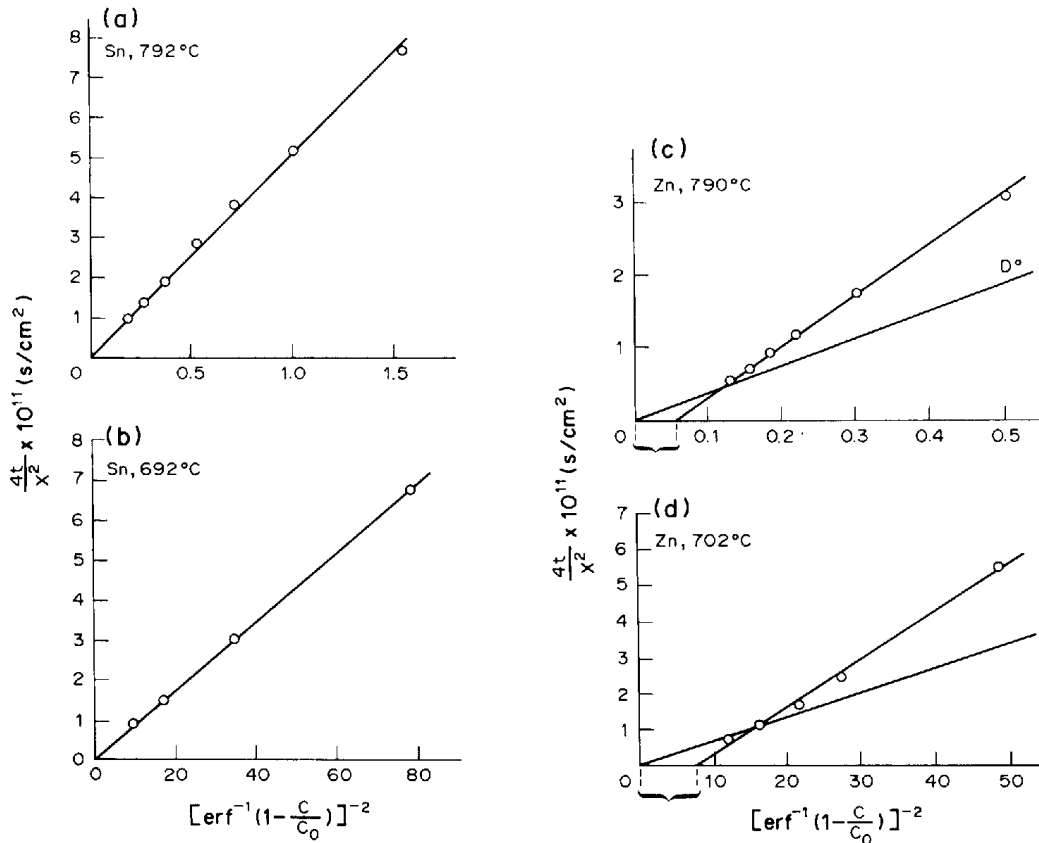 (a)
Sn, 792°C
8
7
6
5
4
3
2
1
0
0.5 1.0 1.5
(b)
Sn, 692°C
8
7
6
5
4
3
2
1
0
0 20 40 60 80
4t/x² × 10¹¹ (s/cm²)
[erf⁻¹(1-C/C₀)]⁻²
(c)
Zn, 790°C
3
2
1
D°
0 0.1 0.2 0.3 0.4 0.5
(d)
Zn, 702°C
7
6
5
4
3
2
1
0 10 20 30 40 50
4t/x² × 10¹¹ (s/cm²)
[erf⁻¹(1-C/C₀)]⁻²